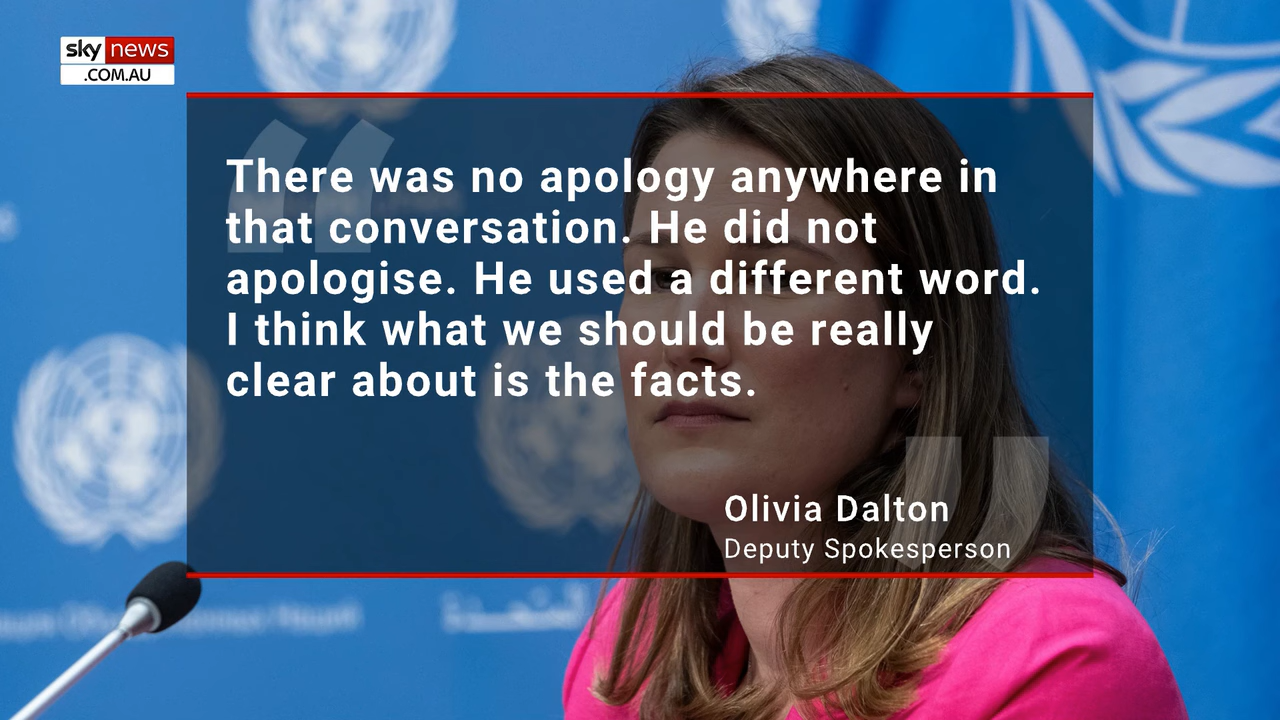 sky news
.COM.AU
There was no apology anywhere in
that conversation. He did not
apologise. He used a different word.
I think what we should be really
clear about is the facts.
Olivia Dalton
Deputy Spokesperson